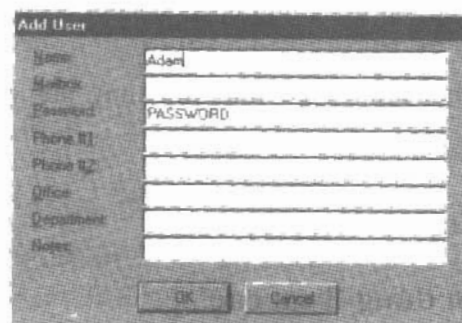 Add User
Name Adam
Mailbox
Password PASSWORD
Phone #1
Phone #2
Office
Department
Notes
OK Cancel